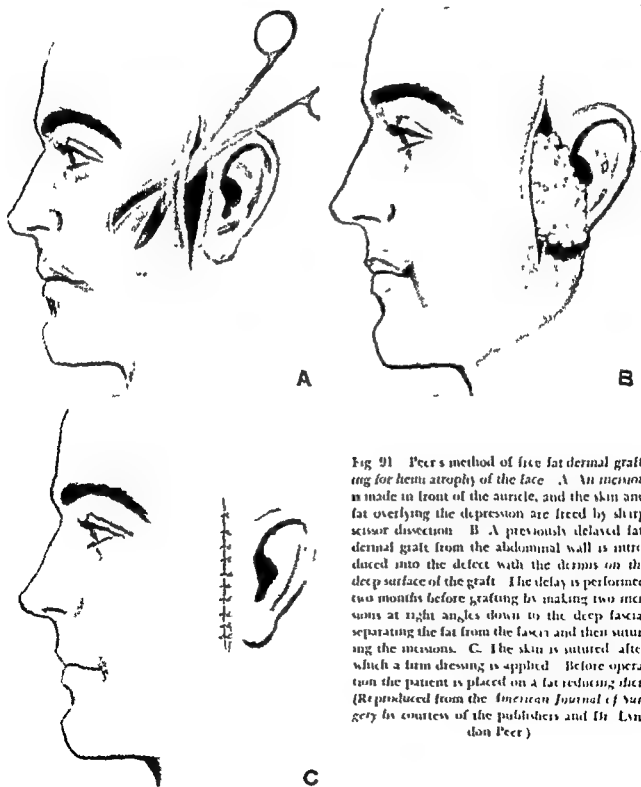 A
B
C
Fig 91 Peer s method of free fat dermal graft
ing for hemi atrophy of the face A An incision
is made in front of the auricle, and the skin and
fat overlying the depression are freed by sharp
scissor dissection B A previously delayed fat
dermal graft from the abdominal wall is intro
duced into the defect with the dermis on the
deep surface of the graft The delay is performed
two months before grafting by making two inci
sions at right angles down to the deep fascia
separating the fat from the fascia and then sutur
ing the incisions. C. The skin is sutured after
which a firm dressing is applied Before opera
tion the patient is placed on a fat reducing diet
(Reproduced from the American Journal of Sur
gery by courtesy of the publishers and Dr Lyn
don Peer )